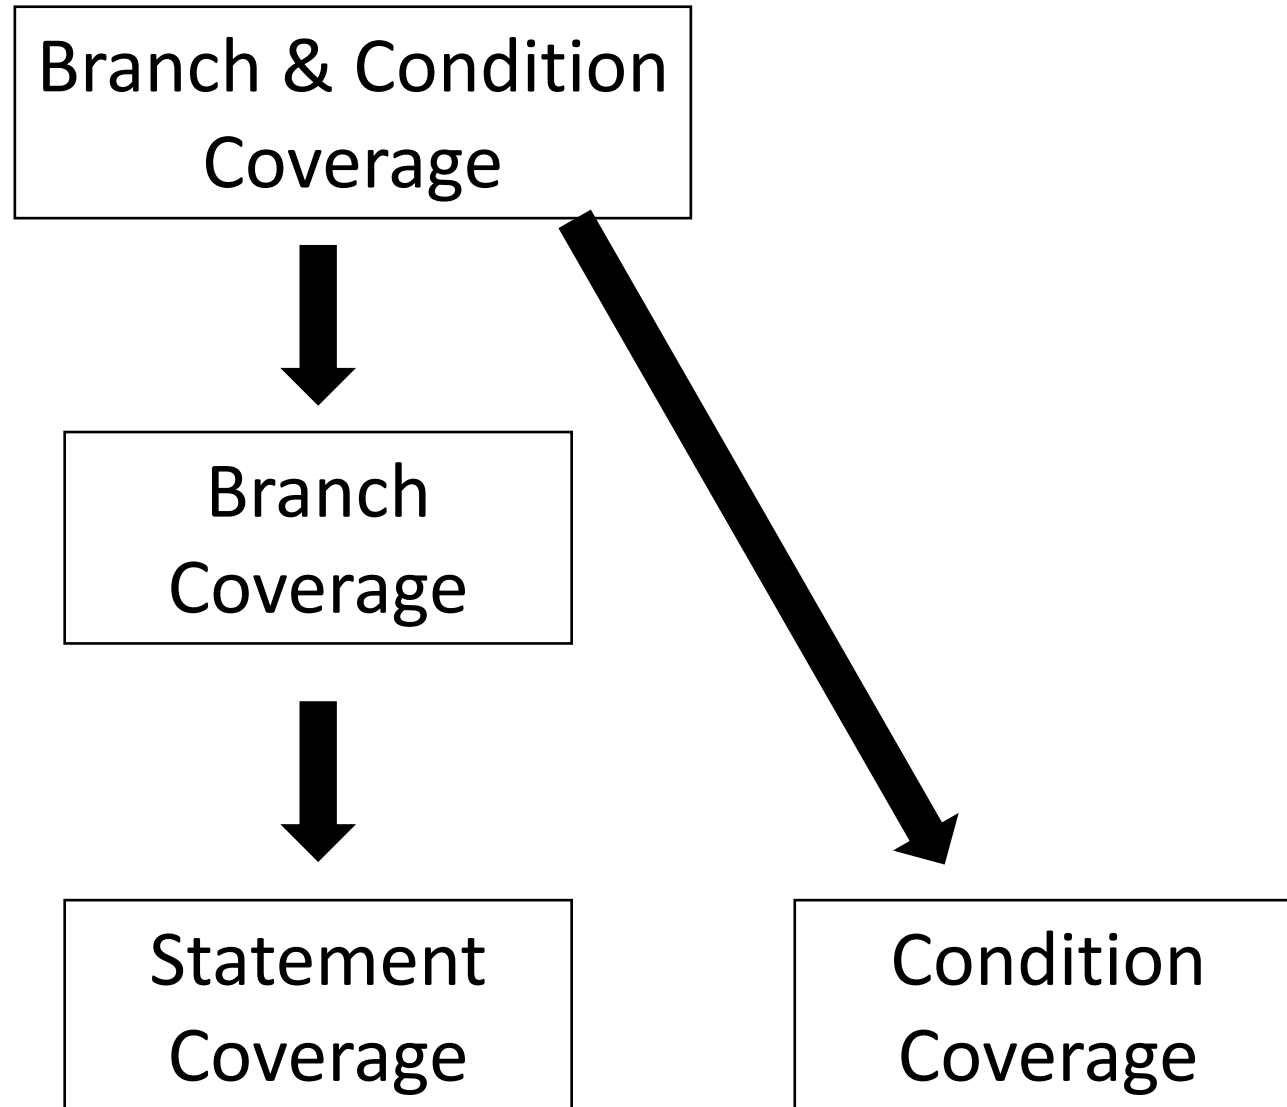 Branch & Condition
Coverage
Branch
Coverage
Statement
Coverage
Condition
Coverage